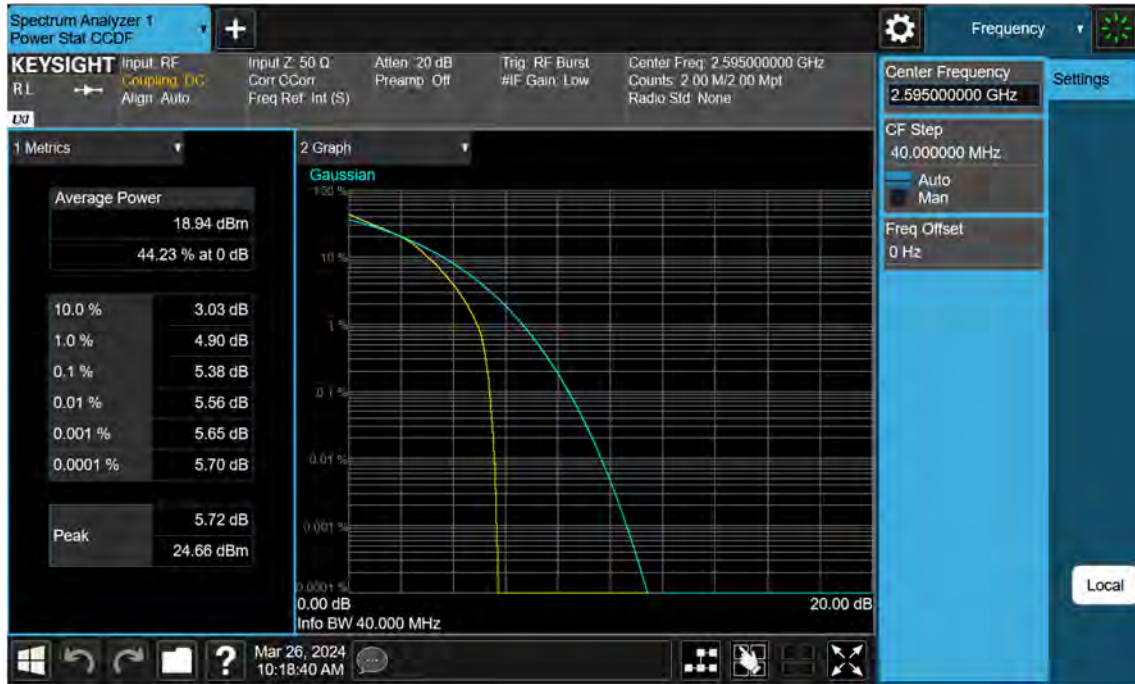 Spectrum Analyzer 1
Power Stat CCDF
Frequency
KEYSIGHT
RL
LXI
Input: RF
Coupling: DC
Align: Auto
Input Z: 50 Ω
Corr CCorr
Freq Ref: Int (S)
Atten: 20 dB
Preamp: Off
Trig: RF Burst
#IF Gain: Low
Center Freq: 2.595000000 GHz
Counts: 2.00 M/2.00 Mpt
Radio Std: None
Center Frequency
2.595000000 GHz
Settings
CF Step
40.000000 MHz
Auto
Man
Freq Offset
0 Hz
1 Metrics
Average Power
18.94 dBm
44.23 % at 0 dB
10.0 % 3.03 dB
1.0 % 4.90 dB
0.1 % 5.38 dB
0.01 % 5.56 dB
0.001 % 5.65 dB
0.0001 % 5.70 dB
Peak
5.72 dB
24.66 dBm
2 Graph
Gaussian
100 %
10 %
1 %
0.1 %
0.01 %
0.001 %
0.0001 %
0.00 dB 20.00 dB
Info BW 40.000 MHz
Local
?
Mar 26, 2024
10:18:40 AM